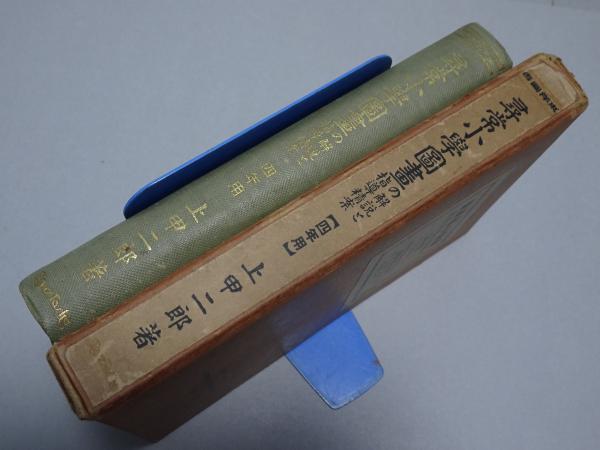 尋常小學圖畫の解説と指導精案
四年用
上甲二郎著
尋常小學圖畫の
解説と
指導精案
【四年用】
上甲二郎著